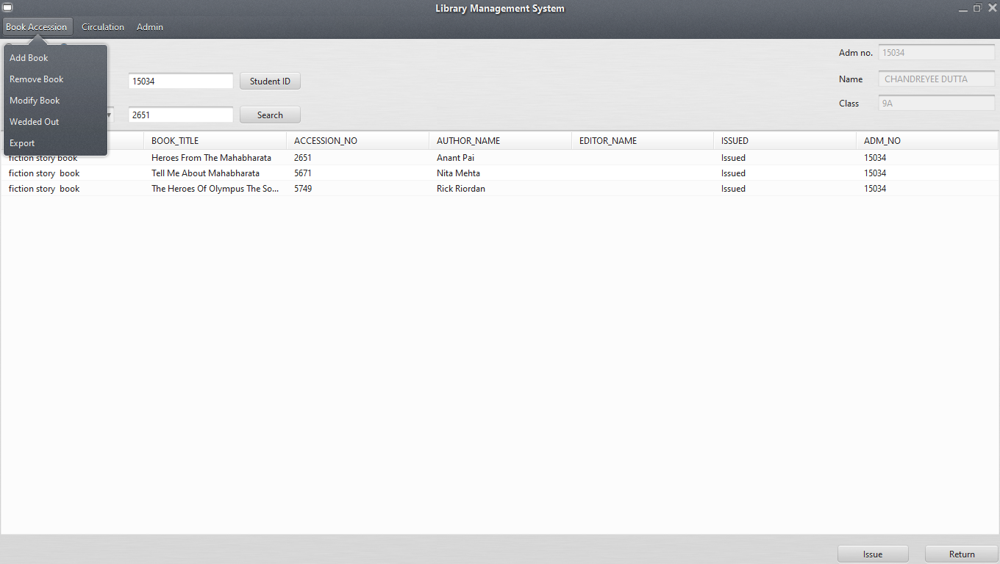 Library Management System
Book Accession Circulation Admin
Add Book
Remove Book
Modify Book
Wedded Out
Export
Adm no. 15034
15034 Student ID
Name CHANDREYEE DUTTA
Class 9A
2651 Search
BOOK_TITLE ACCESSION_NO AUTHOR_NAME EDITOR_NAME ISSUED ADM_NO
fiction story book Heroes From The Mahabharata 2651 Anant Pai Issued 15034
fiction story book Tell Me About Mahabharata 5671 Nita Mehta Issued 15034
fiction story book The Heroes Of Olympus The So... 5749 Rick Riordan Issued 15034
Issue Return